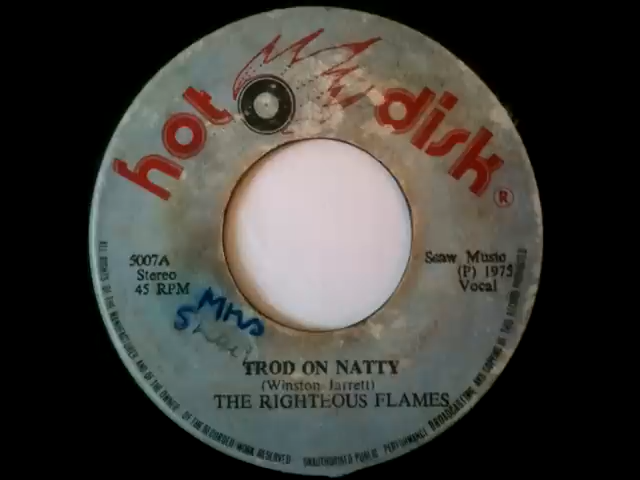 hot disk ®
5007A
Stereo
45 RPM
Seaw Music
(P) 1975
Vocal
Mrs
TROD ON NATTY
(Winston Jarrett)
THE RIGHTEOUS FLAMES
ALL RIGHTS OF THE MANUFACTURER AND OF THE OWNER OF THE RECORDED WORK RESERVED
UNAUTHORISED PUBLIC PERFORMANCE BROADCASTING AND COPYING OF THIS RECORD PROHIBITED